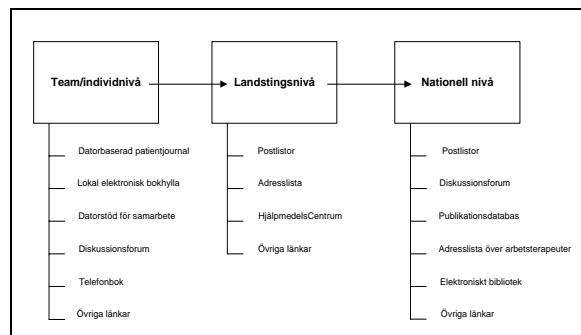 Team/individnivå
Landstingsnivå
Nationell nivå
Datorbaserad patientjournal
Lokal elektronisk bokhylla
Datorstöd för samarbete
Diskussionsforum
Telefonbok
Övriga länkar
Postlistor
Adresslista
HjälpmedelsCentrum
Övriga länkar
Postlistor
Diskussionsforum
Publikationsdatabas
Adresslista över arbetsterapeuter
Elektroniskt bibliotek
Övriga länkar